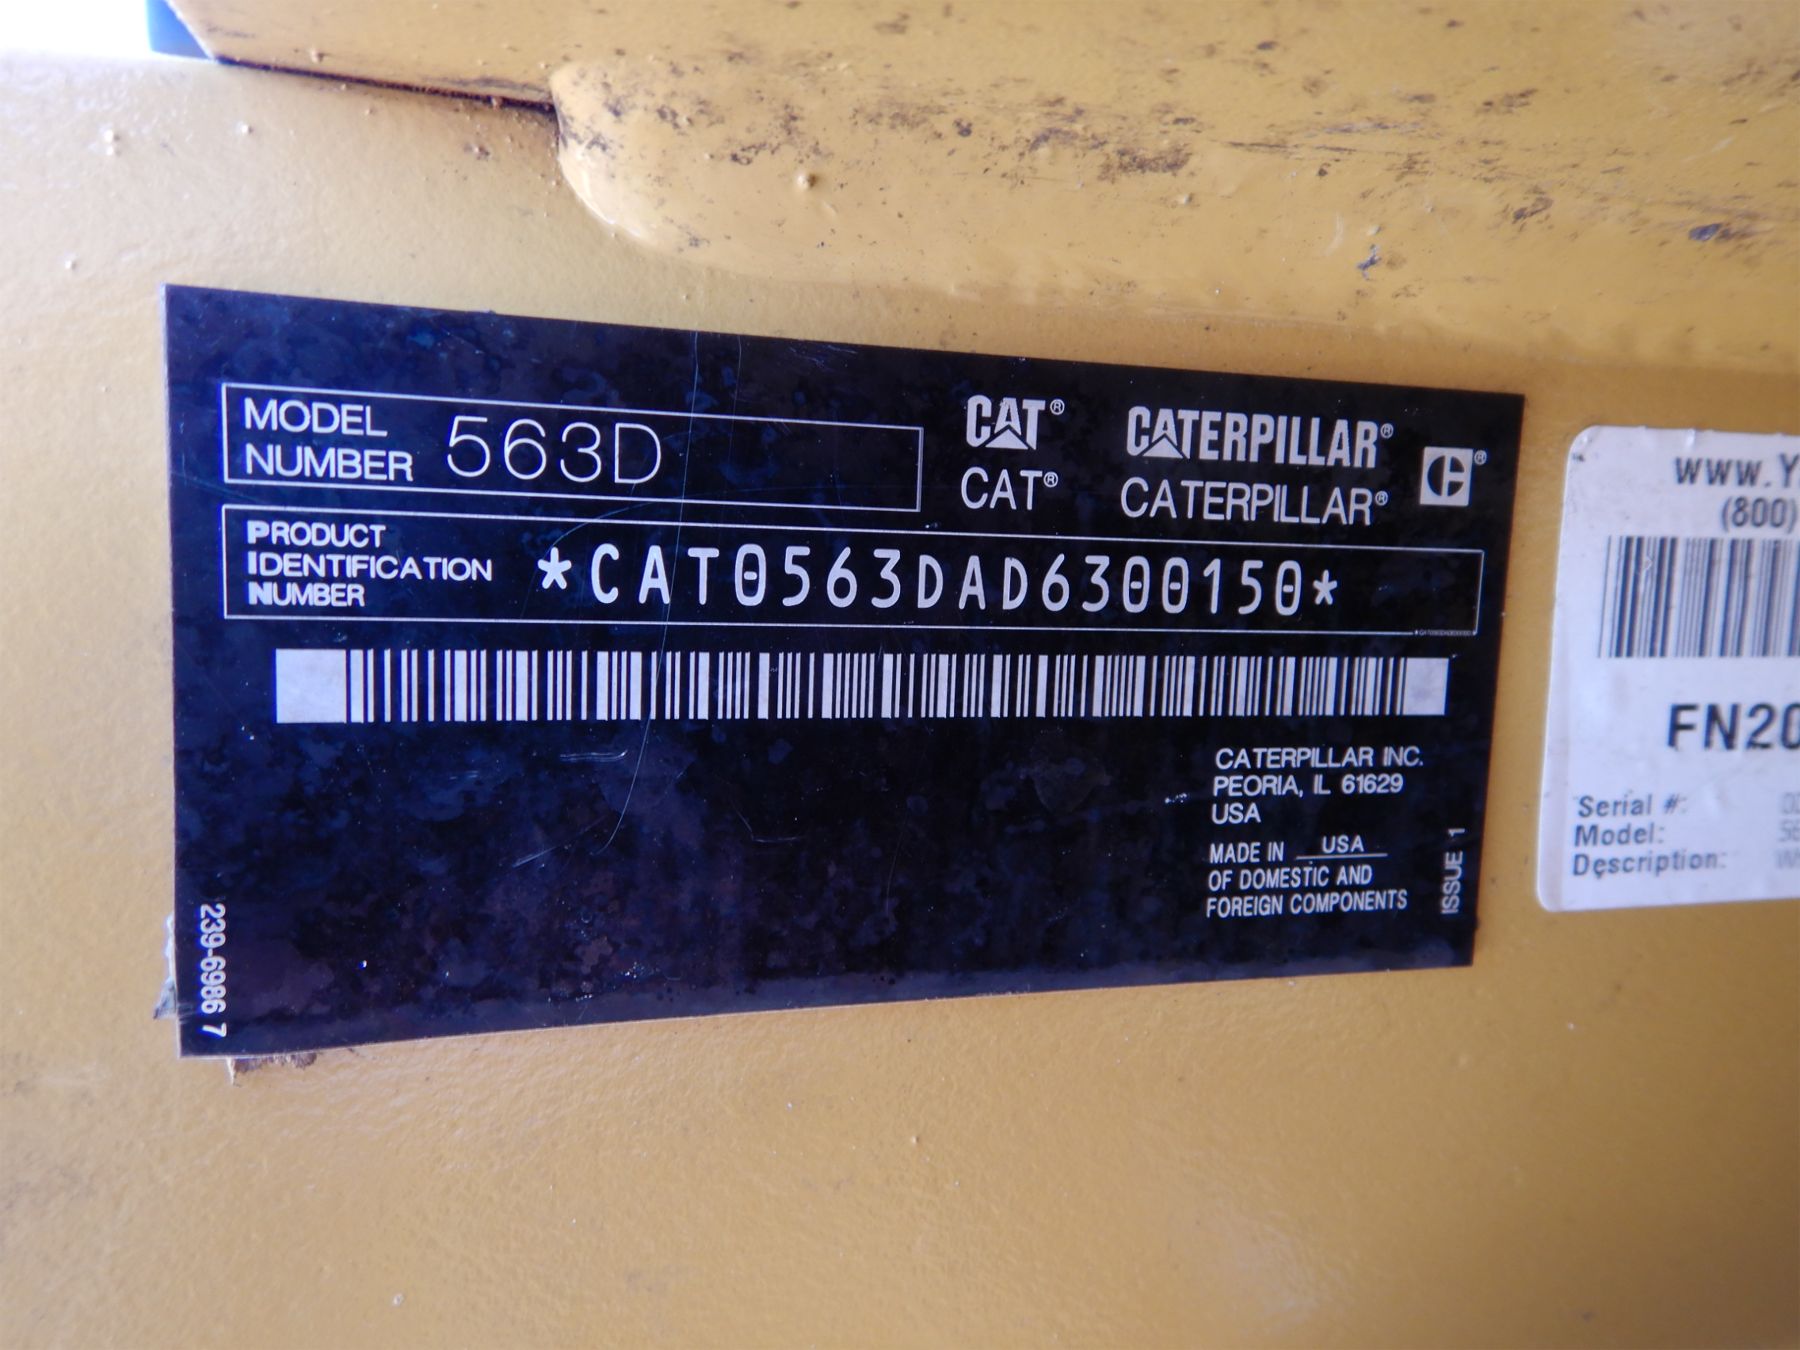 MODEL
NUMBER 563D
CAT® CATERPILLAR®
CAT® CATERPILLAR® ®
PRODUCT
IDENTIFICATION
NUMBER
*CAT0563DAD6300150*
CATERPILLAR INC.
PEORIA, IL 61629
USA
MADE IN USA
OF DOMESTIC AND
FOREIGN COMPONENTS
ISSUE 1
239-6986 7
www.Y
(800)
FN20
Serial #:
Model: 56
Description: